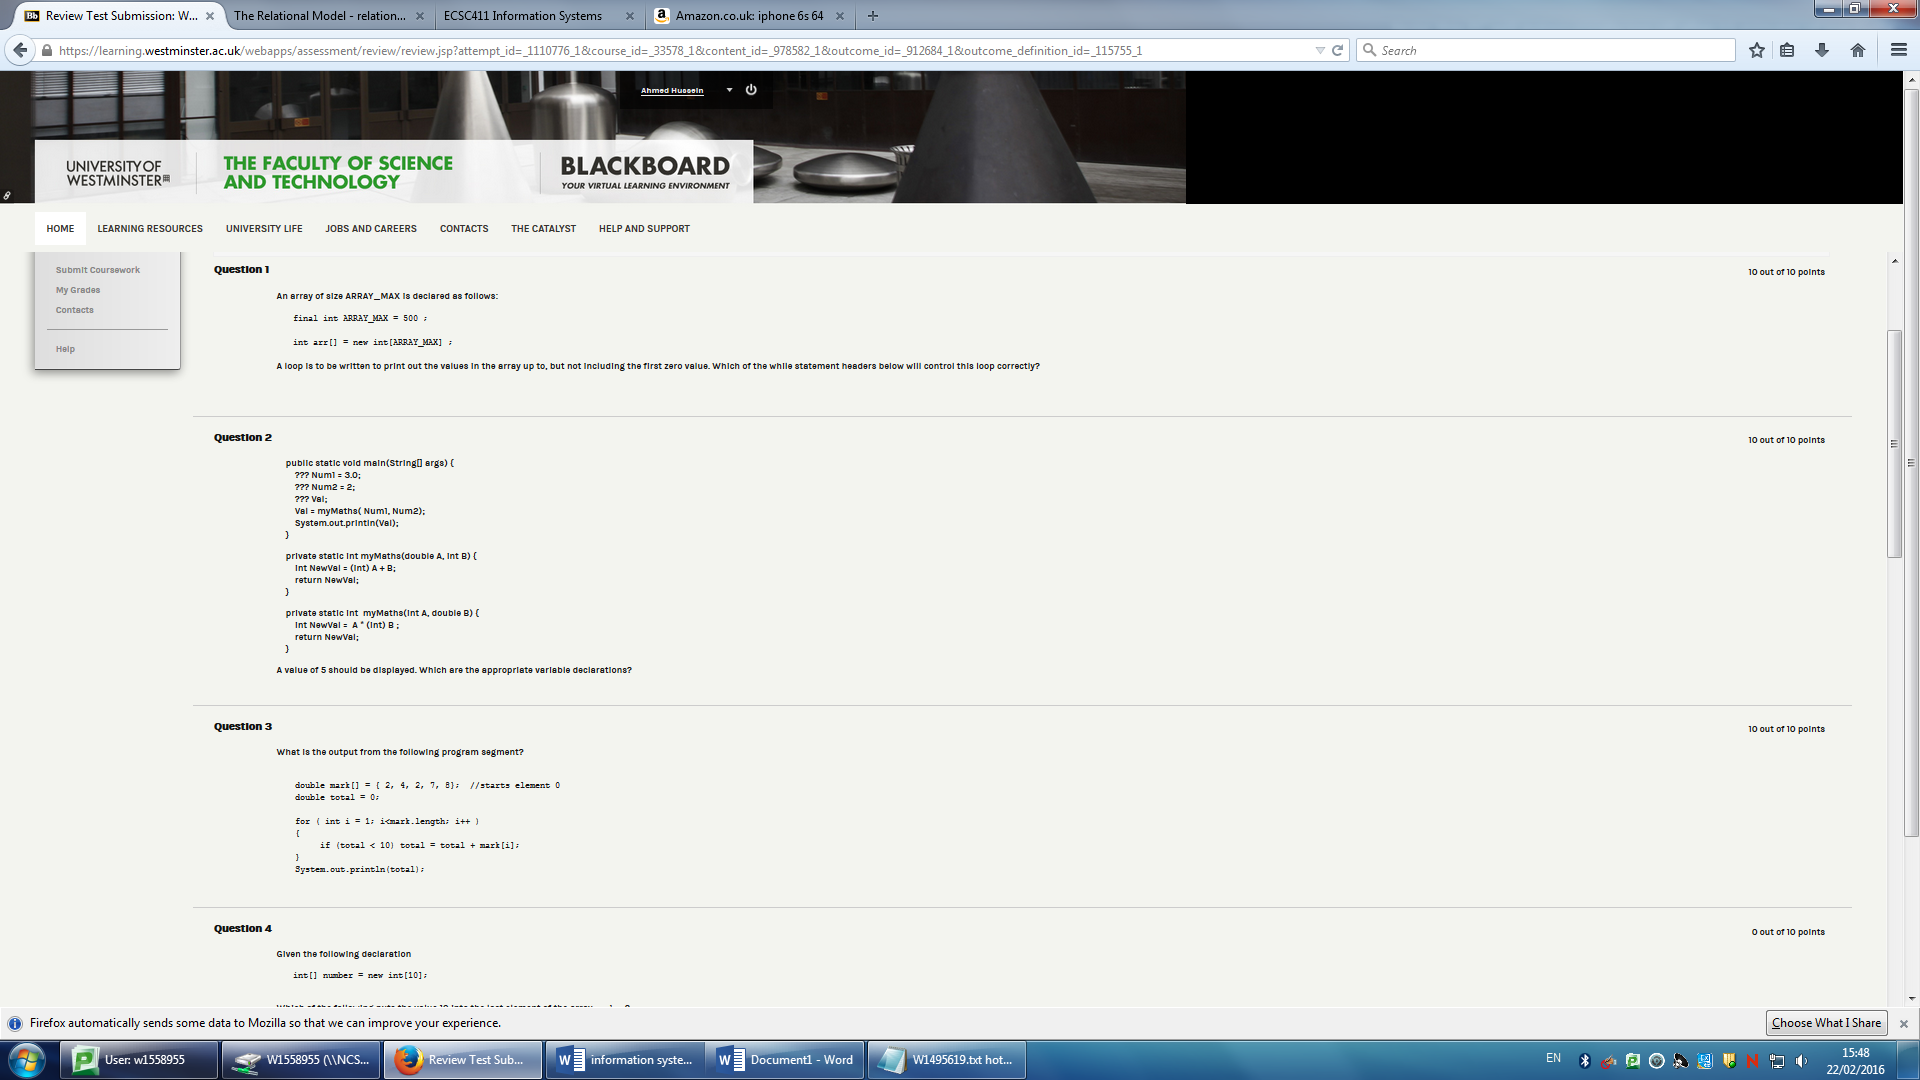 Review Test Submission: W...
The Relational Model - relation...
ECSC411 Information Systems
Amazon.co.uk: iphone 6s 64
https://learning.westminster.ac.uk/webapps/assessment/review/review.jsp?attempt_id=_1110776_1&course_id=_33578_1&content_id=_978582_1&outcome_id=_912684_1&outcome_definition_id=_115755_1
Search
Ahmed Hussein
UNIVERSITY OF
WESTMINSTER
THE FACULTY OF SCIENCE
AND TECHNOLOGY
BLACKBOARD
YOUR VIRTUAL LEARNING ENVIRONMENT
HOME LEARNING RESOURCES UNIVERSITY LIFE JOBS AND CAREERS CONTACTS THE CATALYST HELP AND SUPPORT
Submit Coursework
My Grades
Contacts
Help
Question 1
10 out of 10 points
An array of size ARRAY_MAX is declared as follows:
final int ARRAY_MAX = 500 ;
int arr[] = new int[ARRAY_MAX] ;
A loop is to be written to print out the values in the array up to, but not including the first zero value. Which of the while statement headers below will control this loop correctly?
Question 2
10 out of 10 points
public static void main(String[] args) {
??? Num1 = 3.0;
??? Num2 = 2;
??? Val;
Val = myMaths( Num1, Num2);
System.out.println(Val);
}
private static int myMaths(double A, int B) {
int NewVal = (int) A + B;
return NewVal;
}
private static int myMaths(int A, double B) {
int NewVal = A * (int) B ;
return NewVal;
}
A value of 5 should be displayed. Which are the appropriate variable declarations?
Question 3
10 out of 10 points
What is the output from the following program segment?
double mark[] = { 2, 4, 2, 7, 8}; //starts element 0
double total = 0;
for ( int i = 1; i<mark.length; i++ )
{
if (total < 10) total = total + mark[i];
}
System.out.println(total);
Question 4
0 out of 10 points
Given the following declaration
int[] number = new int[10];
Firefox automatically sends some data to Mozilla so that we can improve your experience.
Choose What I Share
User: w1558955
W1558955 (\\NCS...
Review Test Sub...
information syste...
Document1 - Word
W1495619.txt hot...
EN
15:48
22/02/2016